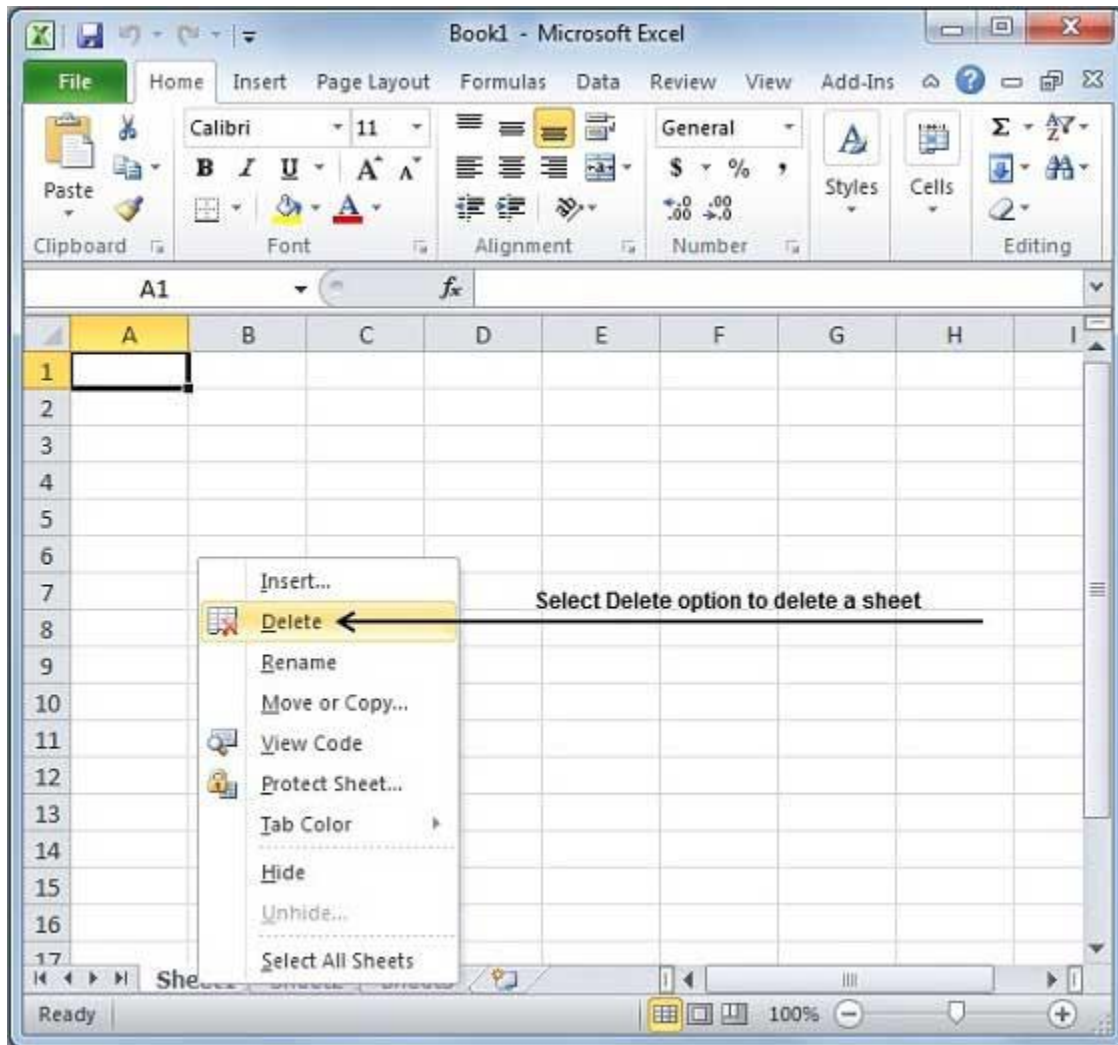 Book1 - Microsoft Excel
File Home Insert Page Layout Formulas Data Review View Add-Ins
Calibri 11 General
B I U A A $ % ,
Paste Styles Cells
A .00 .0
Clipboard Font Alignment Number Editing
A1 fx
A B C D E F G H I
1
2
3
4
5
6
7
8
9
10
11
12
13
14
15
16
17
Insert...
Select Delete option to delete a sheet
Delete
Rename
Move or Copy...
View Code
Protect Sheet...
Tab Color
Hide
Unhide...
Select All Sheets
Ready 100%